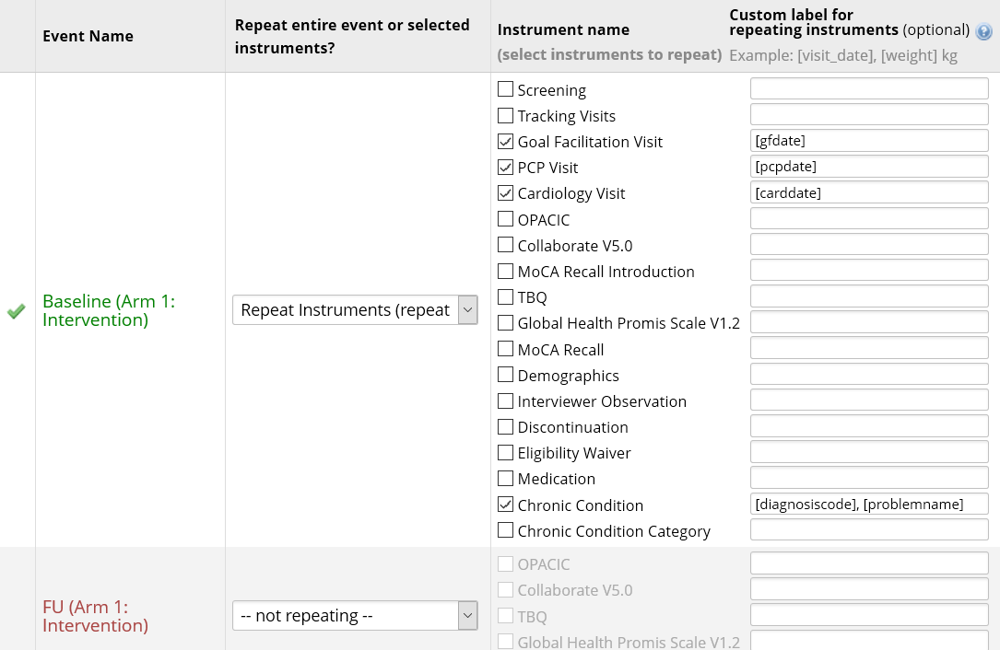 Event Name
Repeat entire event or selected
instruments?
Instrument name
(select instruments to repeat)
Custom label for
repeating instruments (optional) ?
Example: [visit_date], [weight] kg
Baseline (Arm 1:
Intervention)
Repeat Instruments (repeat
Screening
Tracking Visits
Goal Facilitation Visit [gfdate]
PCP Visit [pcpdate]
Cardiology Visit [carddate]
OPACIC
Collaborate V5.0
MoCA Recall Introduction
TBQ
Global Health Promis Scale V1.2
MoCA Recall
Demographics
Interviewer Observation
Discontinuation
Eligibility Waiver
Medication
Chronic Condition [diagnosiscode], [problemname]
Chronic Condition Category
FU (Arm 1:
Intervention)
-- not repeating --
OPACIC
Collaborate V5.0
TBQ
Global Health Promis Scale V1.2